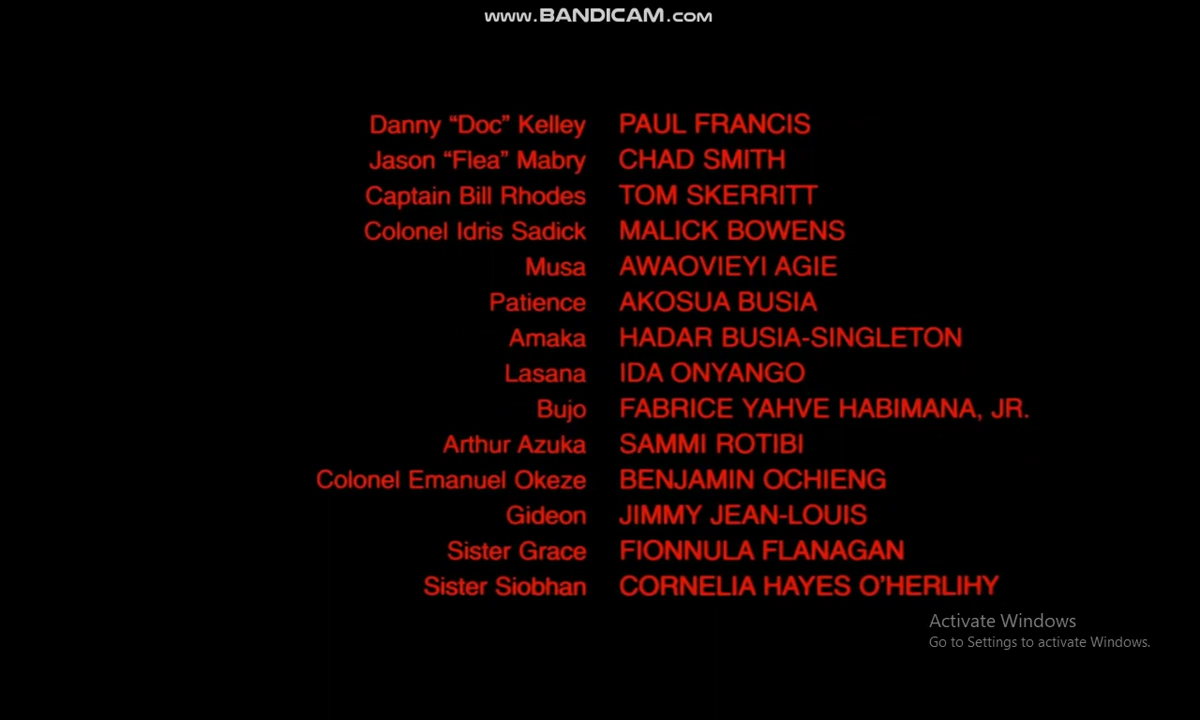 www.BANDICAM.com
Danny “Doc” Kelley PAUL FRANCIS
Jason “Flea” Mabry CHAD SMITH
Captain Bill Rhodes TOM SKERRITT
Colonel Idris Sadick MALICK BOWENS
Musa AWAOVIEYI AGIE
Patience AKOSUA BUSIA
Amaka HADAR BUSIA-SINGLETON
Lasana IDA ONYANGO
Bujo FABRICE YAHVE HABIMANA, JR.
Arthur Azuka SAMMI ROTIBI
Colonel Emanuel Okeze BENJAMIN OCHIENG
Gideon JIMMY JEAN-LOUIS
Sister Grace FIONNULA FLANAGAN
Sister Siobhan CORNELIA HAYES O’HERLIHY
Activate Windows
Go to Settings to activate Windows.